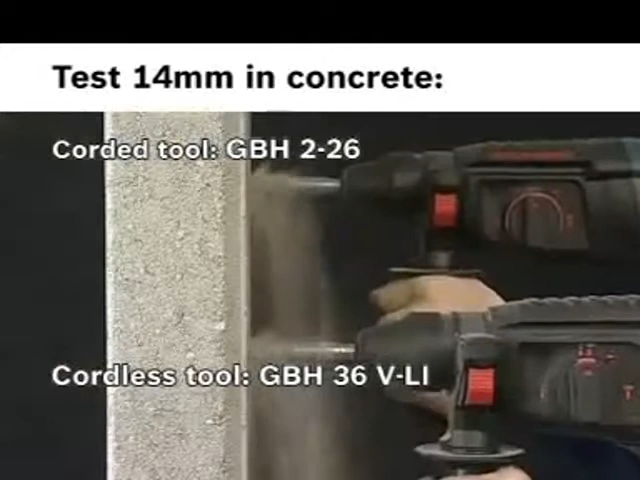 Test 14mm in concrete:
Corded tool: GBH 2-26
Cordless tool: GBH 36 V-LI